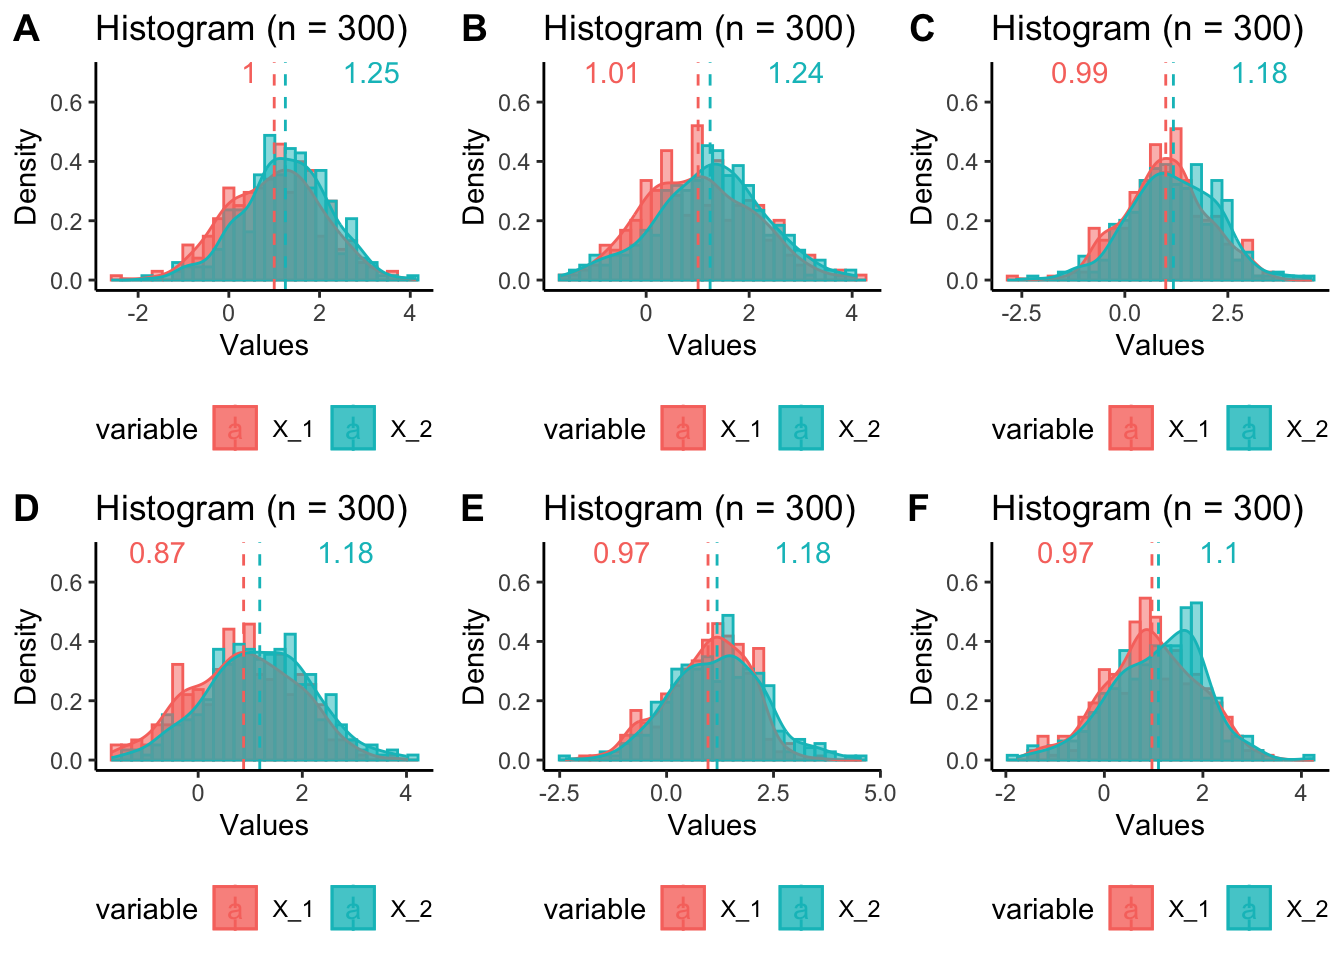 A Histogram (n = 300)
1 1.25
0.6
0.4
0.2
0.0
Density
-2 0 2 4
Values
variable a X_1 a X_2
B Histogram (n = 300)
1.01 1.24
0.6
0.4
0.2
0.0
Density
0 2 4
Values
variable a X_1 a X_2
C Histogram (n = 300)
0.99 1.18
0.6
0.4
0.2
0.0
Density
-2.5 0.0 2.5
Values
variable a X_1 a X_2
D Histogram (n = 300)
0.87 1.18
0.6
0.4
0.2
0.0
Density
0 2 4
Values
variable a X_1 a X_2
E Histogram (n = 300)
0.97 1.18
0.6
0.4
0.2
0.0
Density
-2.5 0.0 2.5 5.0
Values
variable a X_1 a X_2
F Histogram (n = 300)
0.97 1.1
0.6
0.4
0.2
0.0
Density
-2 0 2 4
Values
variable a X_1 a X_2